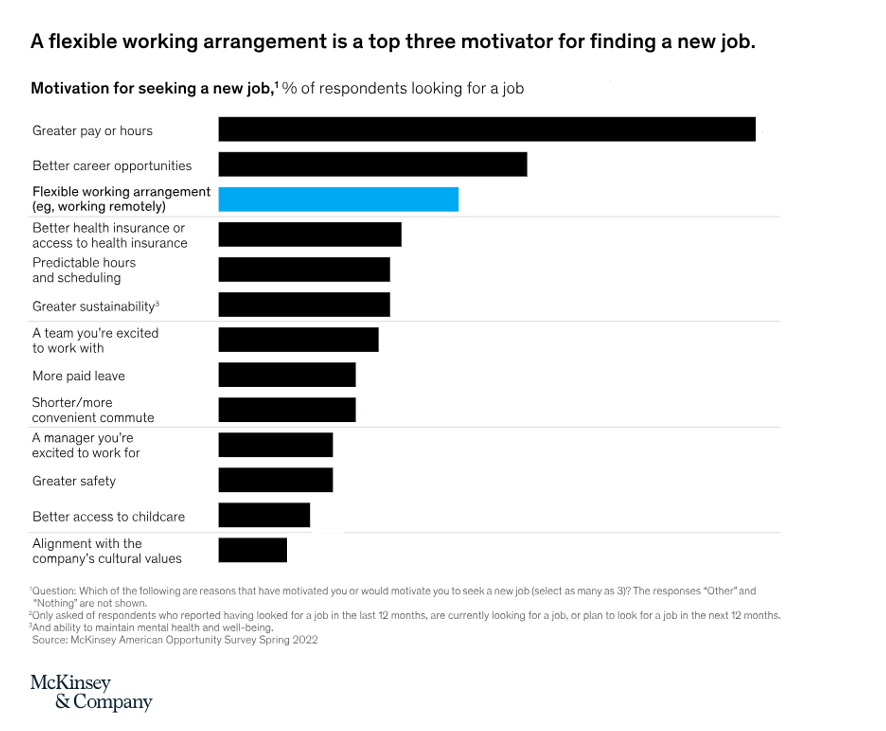 A flexible working arrangement is a top three motivator for finding a new job.
Motivation for seeking a new job,¹ % of respondents looking for a job
Greater pay or hours
Better career opportunities
Flexible working arrangement
(eg, working remotely)
Better health insurance or
access to health insurance
Predictable hours
and scheduling
Greater sustainability³
A team you're excited
to work with
More paid leave
Shorter/more
convenient commute
A manager you're
excited to work for
Greater safety
Better access to childcare
Alignment with the
company's cultural values
¹Question: Which of the following are reasons that have motivated you or would motivate you to seek a new job (select as many as 3)? The responses "Other" and
"Nothing" are not shown.
²Only asked of respondents who reported having looked for a job in the last 12 months, are currently looking for a job, or plan to look for a job in the next 12 months.
³And ability to maintain mental health and well-being.
Source: McKinsey American Opportunity Survey Spring 2022
McKinsey
& Company